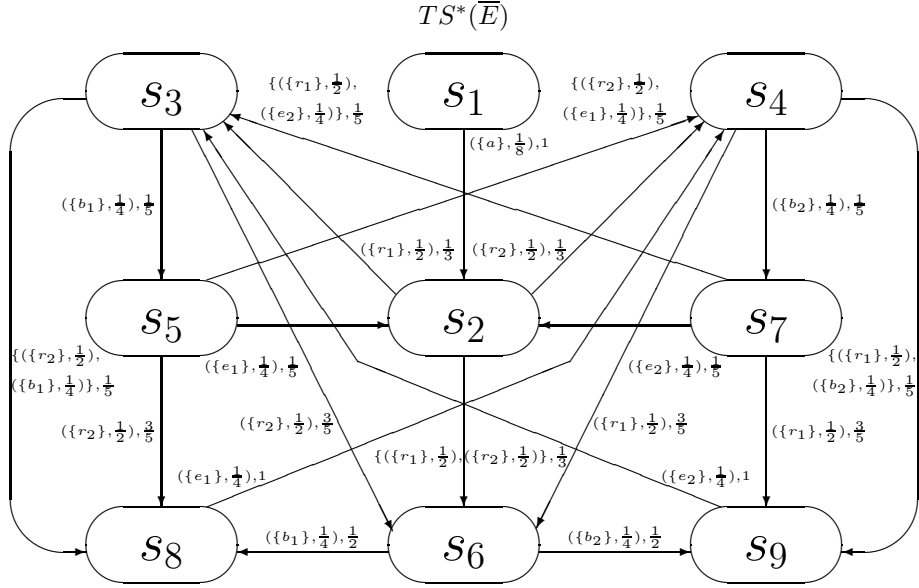 TS*(E̅)
{({r₁},½),
({e₂},¼)},⅕
{({r₂},½),
({e₁},¼)},⅕
s₃
s₁
s₄
({a},⅛),1
({b₁},¼),⅕
({b₂},¼),⅕
({r₁},½),⅓
({r₂},½),⅓
s₅
s₂
s₇
{({r₂},½),
({b₁},¼)},⅕
({e₁},¼),⅕
({e₂},¼),⅕
{({r₁},½),
({b₂},¼)},⅕
({r₂},½),⅗
({r₂},½),⅗
({r₁},½),⅗
({r₁},½),⅗
({e₁},¼),1
{({r₁},½),({r₂},½)},⅓
({e₂},¼),1
s₈
({b₁},¼),½
s₆
({b₂},¼),½
s₉